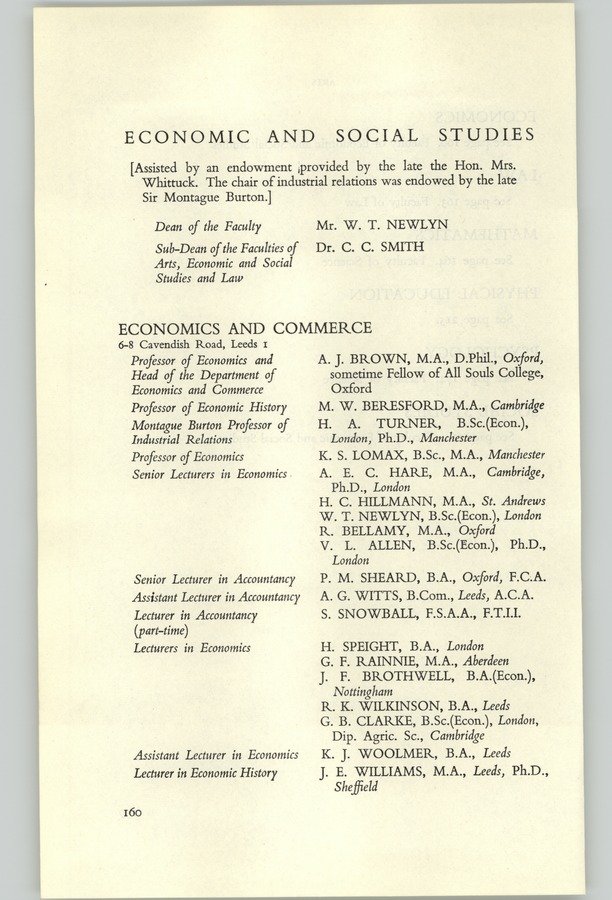 ECONOMIC AND SOCIAL STUDIES
[Assisted by an endowment provided by the late the Hon. Mrs.
Whittuck. The chair of industrial relations was endowed by the late
Sir Montague Burton.]
Dean of the Faculty Mr. W. T. NEWLYN
Sub-Dean of the Faculties of Dr. C. C. SMITH
Arts, Economic and Social
Studies and Law
ECONOMICS AND COMMERCE
6-8 Cavendish Road, Leeds 1
Professor of Economics and A. J. BROWN, M.A., D.Phil., Oxford,
Head of the Department of sometime Fellow of All Souls College,
Economics and Commerce Oxford
Professor of Economic History M. W. BERESFORD, M.A., Cambridge
Montague Burton Professor of H. A. TURNER, B.Sc.(Econ.),
Industrial Relations London, Ph.D., Manchester
Professor of Economics K. S. LOMAX, B.Sc., M.A., Manchester
Senior Lecturers in Economics A. E. C. HARE, M.A., Cambridge,
Ph.D., London
H. C. HILLMANN, M.A., St. Andrews
W. T. NEWLYN, B.Sc.(Econ.), London
R. BELLAMY, M.A., Oxford
V. L. ALLEN, B.Sc.(Econ.), Ph.D.,
London
Senior Lecturer in Accountancy P. M. SHEARD, B.A., Oxford, F.C.A.
Assistant Lecturer in Accountancy A. G. WITTS, B.Com., Leeds, A.C.A.
Lecturer in Accountancy S. SNOWBALL, F.S.A.A., F.T.I.I.
(part-time)
Lecturers in Economics H. SPEIGHT, B.A., London
G. F. RAINNIE, M.A., Aberdeen
J. F. BROTHWELL, B.A.(Econ.),
Nottingham
R. K. WILKINSON, B.A., Leeds
G. B. CLARKE, B.Sc.(Econ.), London,
Dip. Agric. Sc., Cambridge
Assistant Lecturer in Economics K. J. WOOLMER, B.A., Leeds
Lecturer in Economic History J. E. WILLIAMS, M.A., Leeds, Ph.D.,
Sheffield
160